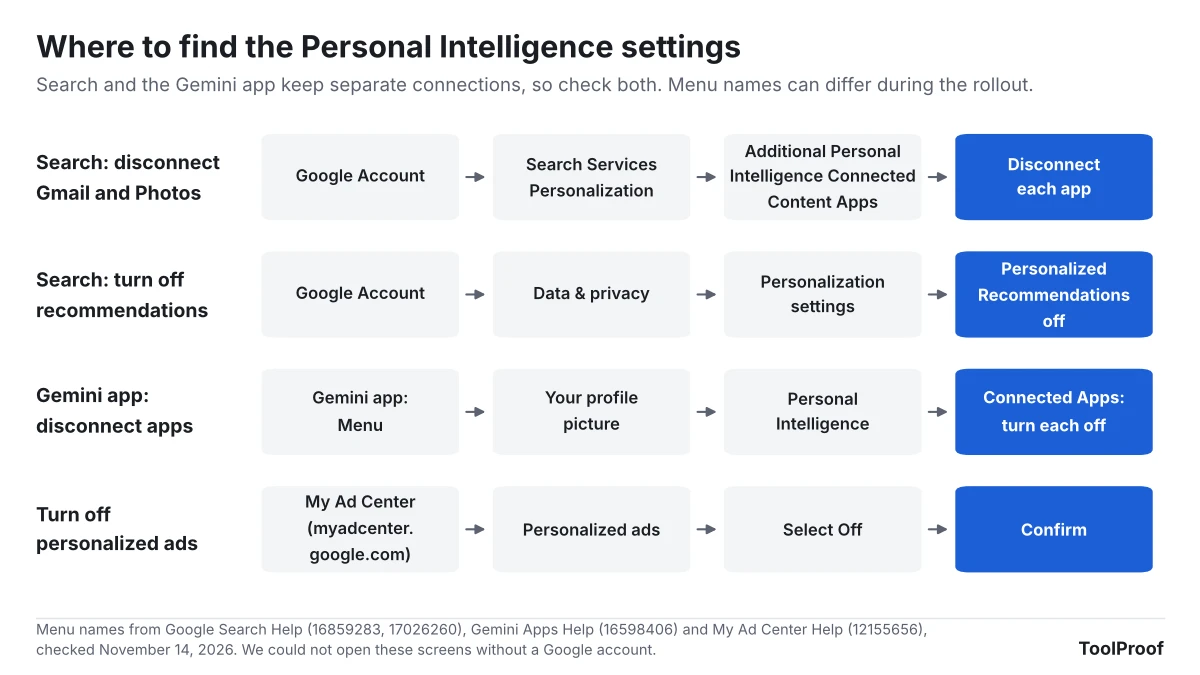 Where to find the Personal Intelligence settings
Search and the Gemini app keep separate connections, so check both. Menu names can differ during the rollout.
Search: disconnect
Gmail and Photos
Google Account
Search Services
Personalization
Additional Personal
Intelligence Connected
Content Apps
Disconnect
each app
Search: turn off
recommendations
Google Account
Data & privacy
Personalization
settings
Personalized
Recommendations
off
Gemini app:
disconnect apps
Gemini app:
Menu
Your profile
picture
Personal
Intelligence
Connected Apps:
turn each off
Turn off
personalized ads
My Ad Center
(myadcenter.
google.com)
Personalized ads
Select Off
Confirm
Menu names from Google Search Help (16859283, 17026260), Gemini Apps Help (16598406) and My Ad Center Help (12155656),
checked November 14, 2026. We could not open these screens without a Google account.
ToolProof